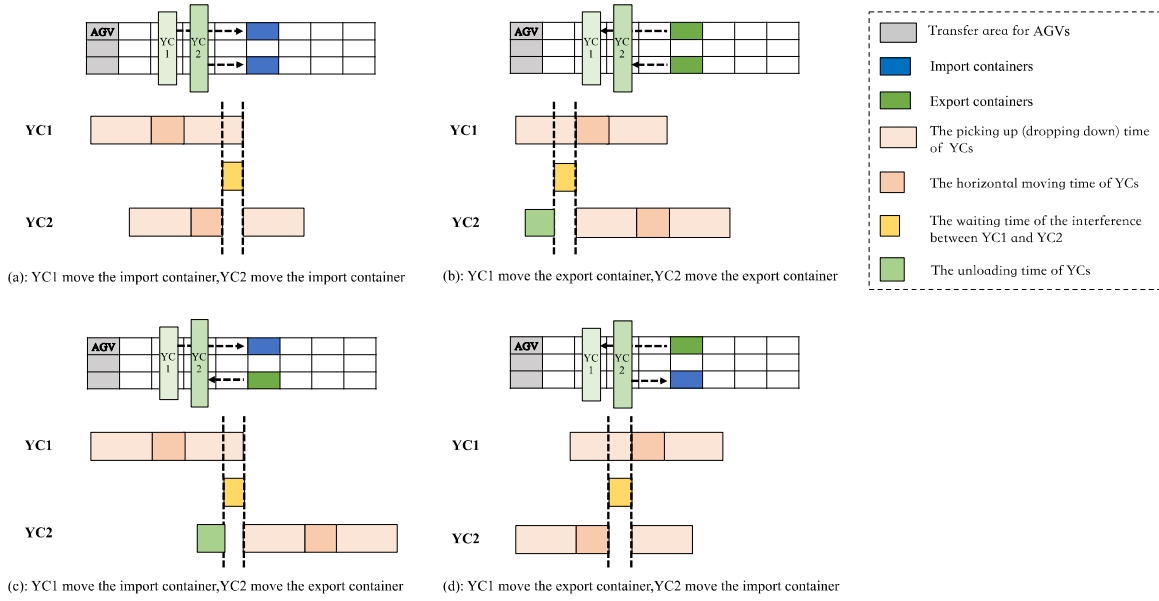 AGV
YC
1
YC
2
YC1
YC2
(a): YC1 move the import container,YC2 move the import container
AGV
YC
1
YC
2
YC1
YC2
(b): YC1 move the export container,YC2 move the export container
Transfer area for AGVs
Import containers
Export containers
The picking up (dropping down) time
of YCs
The horizontal moving time of YCs
The waiting time of the interference
between YC1 and YC2
The unloading time of YCs
AGV
YC
1
YC
2
YC1
YC2
(c): YC1 move the import container,YC2 move the export container
AGV
YC
1
YC
2
YC1
YC2
(d): YC1 move the export container,YC2 move the import container